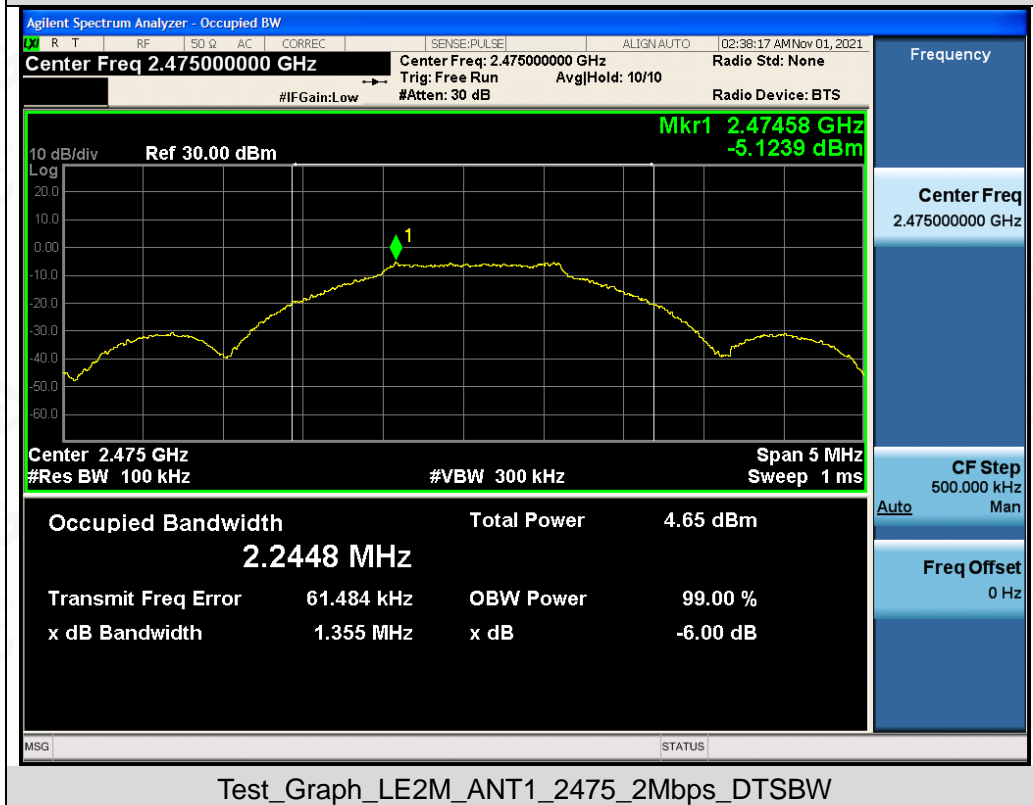 Agilent Spectrum Analyzer - Occupied BW
LXI R T RF 50 Ω AC CORREC SENSE:PULSE ALIGN AUTO 02:38:17 AM Nov 01, 2021
Center Freq 2.475000000 GHz Center Freq: 2.475000000 GHz Radio Std: None
Trig: Free Run Avg|Hold: 10/10
#IFGain:Low #Atten: 30 dB Radio Device: BTS
Frequency
Mkr1 2.47458 GHz
-5.1239 dBm
10 dB/div Ref 30.00 dBm
Log
20.0
10.0
0.00
-10.0
-20.0
-30.0
-40.0
-50.0
-60.0
1
Center 2.475 GHz Span 5 MHz
#Res BW 100 kHz #VBW 300 kHz Sweep 1 ms
Center Freq
2.475000000 GHz
CF Step
500.000 kHz
Auto Man
Freq Offset
0 Hz
Occupied Bandwidth Total Power 4.65 dBm
2.2448 MHz
Transmit Freq Error 61.484 kHz OBW Power 99.00 %
x dB Bandwidth 1.355 MHz x dB -6.00 dB
MSG STATUS
Test_Graph_LE2M_ANT1_2475_2Mbps_DTSBW